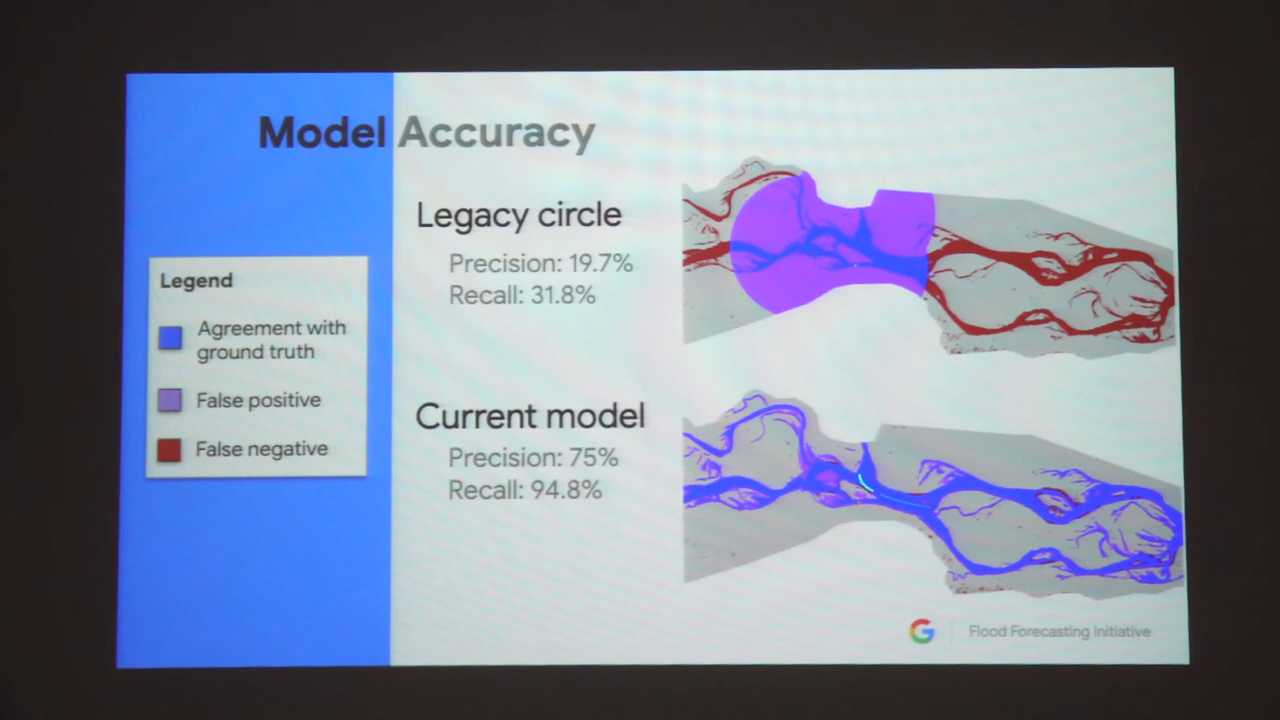 Model Accuracy
Legend
Agreement with
ground truth
False positive
False negative
Legacy circle
Precision: 19.7%
Recall: 31.8%
Current model
Precision: 75%
Recall: 94.8%
Flood Forecasting Initiative